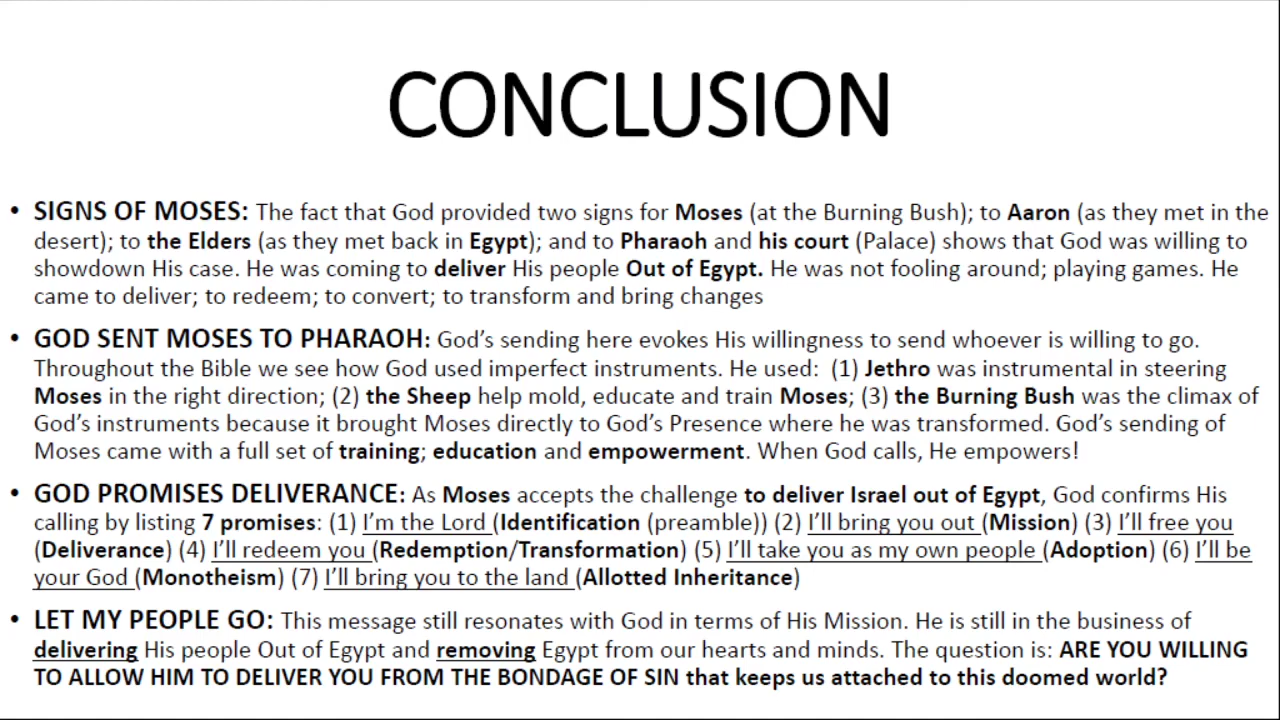 CONCLUSION
• SIGNS OF MOSES: The fact that God provided two signs for Moses (at the Burning Bush); to Aaron (as they met in the
desert); to the Elders (as they met back in Egypt); and to Pharaoh and his court (Palace) shows that God was willing to
showdown His case. He was coming to deliver His people Out of Egypt. He was not fooling around; playing games. He
came to deliver; to redeem; to convert; to transform and bring changes
• GOD SENT MOSES TO PHARAOH: God’s sending here evokes His willingness to send whoever is willing to go.
Throughout the Bible we see how God used imperfect instruments. He used: (1) Jethro was instrumental in steering
Moses in the right direction; (2) the Sheep help mold, educate and train Moses; (3) the Burning Bush was the climax of
God’s instruments because it brought Moses directly to God’s Presence where he was transformed. God’s sending of
Moses came with a full set of training; education and empowerment. When God calls, He empowers!
• GOD PROMISES DELIVERANCE: As Moses accepts the challenge to deliver Israel out of Egypt, God confirms His
calling by listing 7 promises: (1) I’m the Lord (Identification (preamble)) (2) I’ll bring you out (Mission) (3) I’ll free you
(Deliverance) (4) I’ll redeem you (Redemption/Transformation) (5) I’ll take you as my own people (Adoption) (6) I’ll be
your God (Monotheism) (7) I’ll bring you to the land (Allotted Inheritance)
• LET MY PEOPLE GO: This message still resonates with God in terms of His Mission. He is still in the business of
delivering His people Out of Egypt and removing Egypt from our hearts and minds. The question is: ARE YOU WILLING
TO ALLOW HIM TO DELIVER YOU FROM THE BONDAGE OF SIN that keeps us attached to this doomed world?